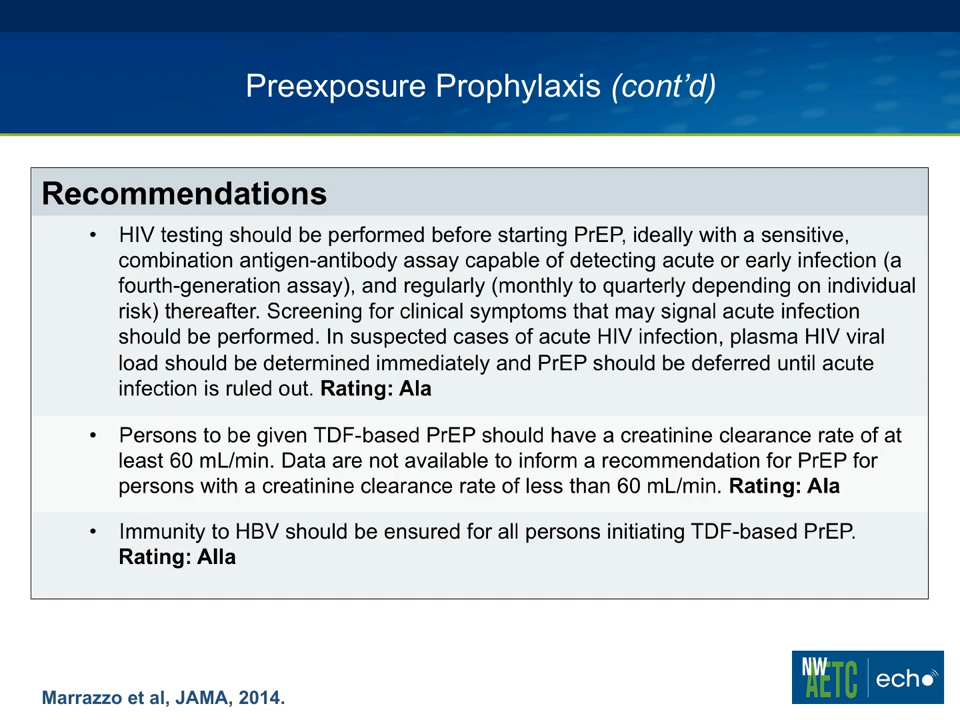 Preexposure Prophylaxis (cont’d)
Recommendations
• HIV testing should be performed before starting PrEP, ideally with a sensitive,
combination antigen-antibody assay capable of detecting acute or early infection (a
fourth-generation assay), and regularly (monthly to quarterly depending on individual
risk) thereafter. Screening for clinical symptoms that may signal acute infection
should be performed. In suspected cases of acute HIV infection, plasma HIV viral
load should be determined immediately and PrEP should be deferred until acute
infection is ruled out. Rating: AIa
• Persons to be given TDF-based PrEP should have a creatinine clearance rate of at
least 60 mL/min. Data are not available to inform a recommendation for PrEP for
persons with a creatinine clearance rate of less than 60 mL/min. Rating: AIa
• Immunity to HBV should be ensured for all persons initiating TDF-based PrEP.
Rating: AIIa
NW
AETC echo
Marrazzo et al, JAMA, 2014.